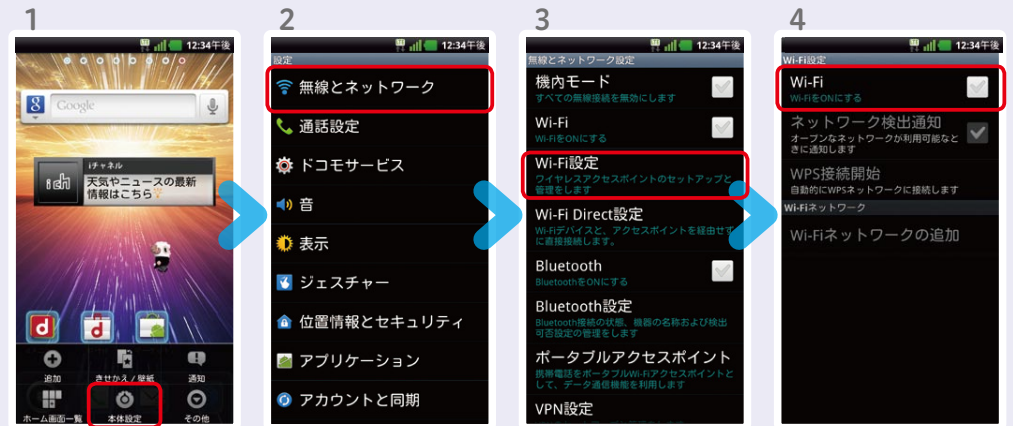 1
12:34午後
Google
iチャネル
天気やニュースの最新
情報はこちら
追加
きせかえ/壁紙
通知
ホーム画面一覧
本体設定
その他
2
12:34午後
設定
無線とネットワーク
通話設定
ドコモサービス
音
表示
ジェスチャー
位置情報とセキュリティ
アプリケーション
アカウントと同期
3
12:34午後
無線とネットワーク設定
機内モード
すべての無線接続を無効にします
Wi-Fi
Wi-FiをONにする
Wi-Fi設定
ワイヤレスアクセスポイントのセットアップと
管理をします
Wi-Fi Direct設定
Wi-Fiデバイスと、アクセスポイントを経由せず
に直接接続します。
Bluetooth
BluetoothをONにする
Bluetooth設定
Bluetooth接続の状態、機器の名称および検出
可否設定の管理をします
ポータブルアクセスポイント
携帯電話をポータブルWi-Fiアクセスポイントと
して、データ通信機能を利用します
VPN設定
4
12:34午後
Wi-Fi設定
Wi-Fi
Wi-FiをONにする
ネットワーク検出通知
オープンなネットワークが利用可能なと
きに通知します
WPS接続開始
自動的にWPSネットワークに接続します
Wi-Fiネットワーク
Wi-Fiネットワークの追加